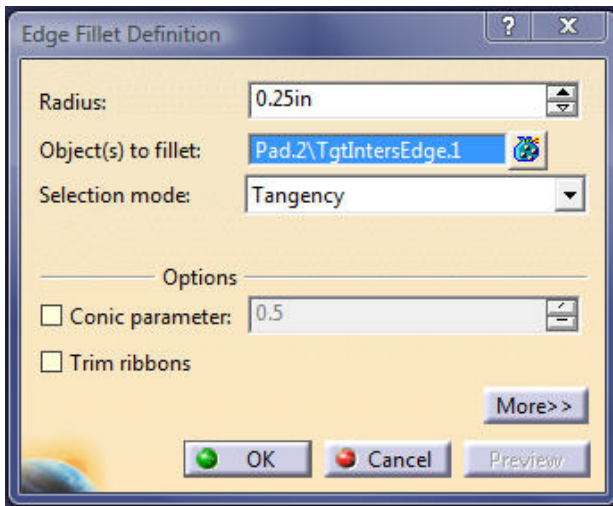 Edge Fillet Definition
Radius: 0.25in
Object(s) to fillet: Pad.2\TgtIntersEdge.1
Selection mode: Tangency
Options
Conic parameter: 0.5
Trim ribbons
More>>
OK Cancel Preview